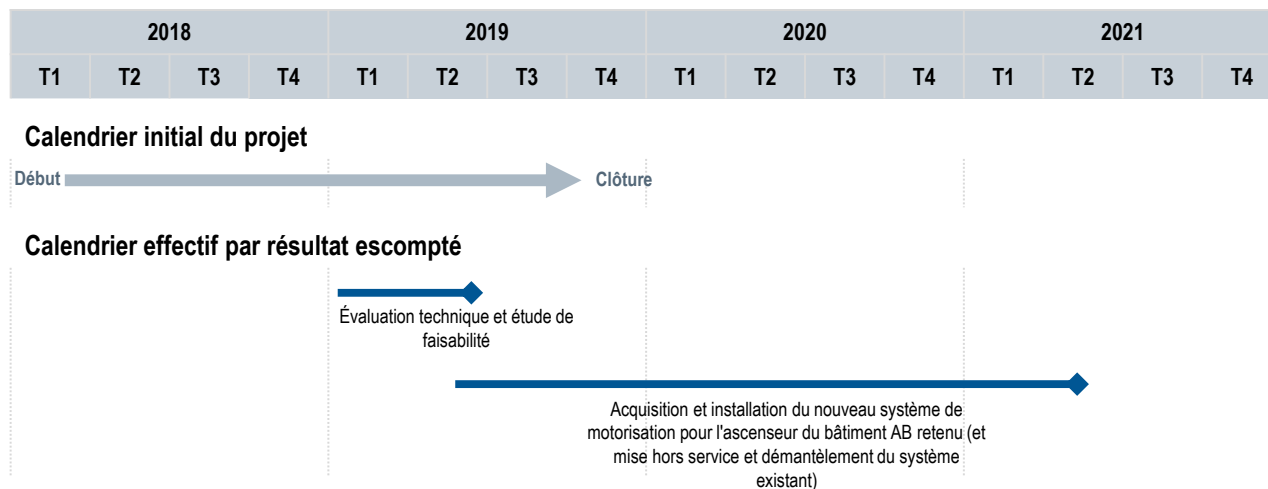 2018 2019 2020 2021
T1 T2 T3 T4 T1 T2 T3 T4 T1 T2 T3 T4 T1 T2 T3 T4
Calendrier initial du projet
Début Clôture
Calendrier effectif par résultat escompté
Évaluation technique et étude de
faisabilité
Acquisition et installation du nouveau système de
motorisation pour l'ascenseur du bâtiment AB retenu (et
mise hors service et démantèlement du système
existant)